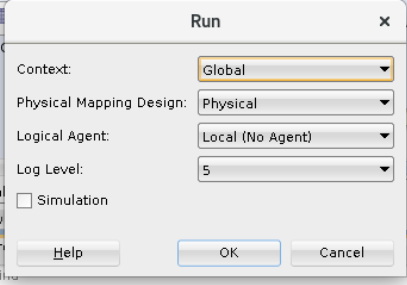 Run
Context: Global
Physical Mapping Design: Physical
Logical Agent: Local (No Agent)
Log Level: 5
Simulation
Help OK Cancel